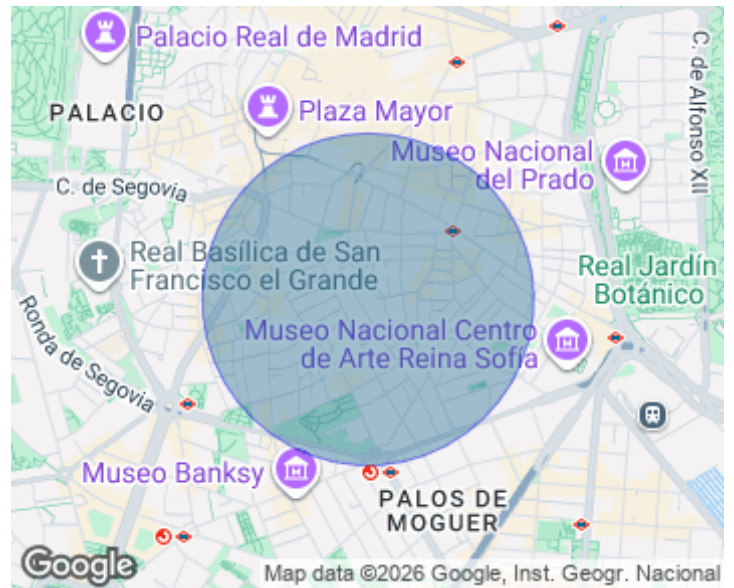 Palacio Real de Madrid
PALACIO
Plaza Mayor
C. de Alfonso XII
Museo Nacional
del Prado
C. de Segovia
Real Basílica de San
Francisco el Grande
Real Jardín
Botánico
Ronda de Segovia
Museo Nacional Centro
de Arte Reina Sofía
Museo Banksy
PALOS DE
MOGUER
Google
Map data ©2026 Google, Inst. Geogr. Nacional